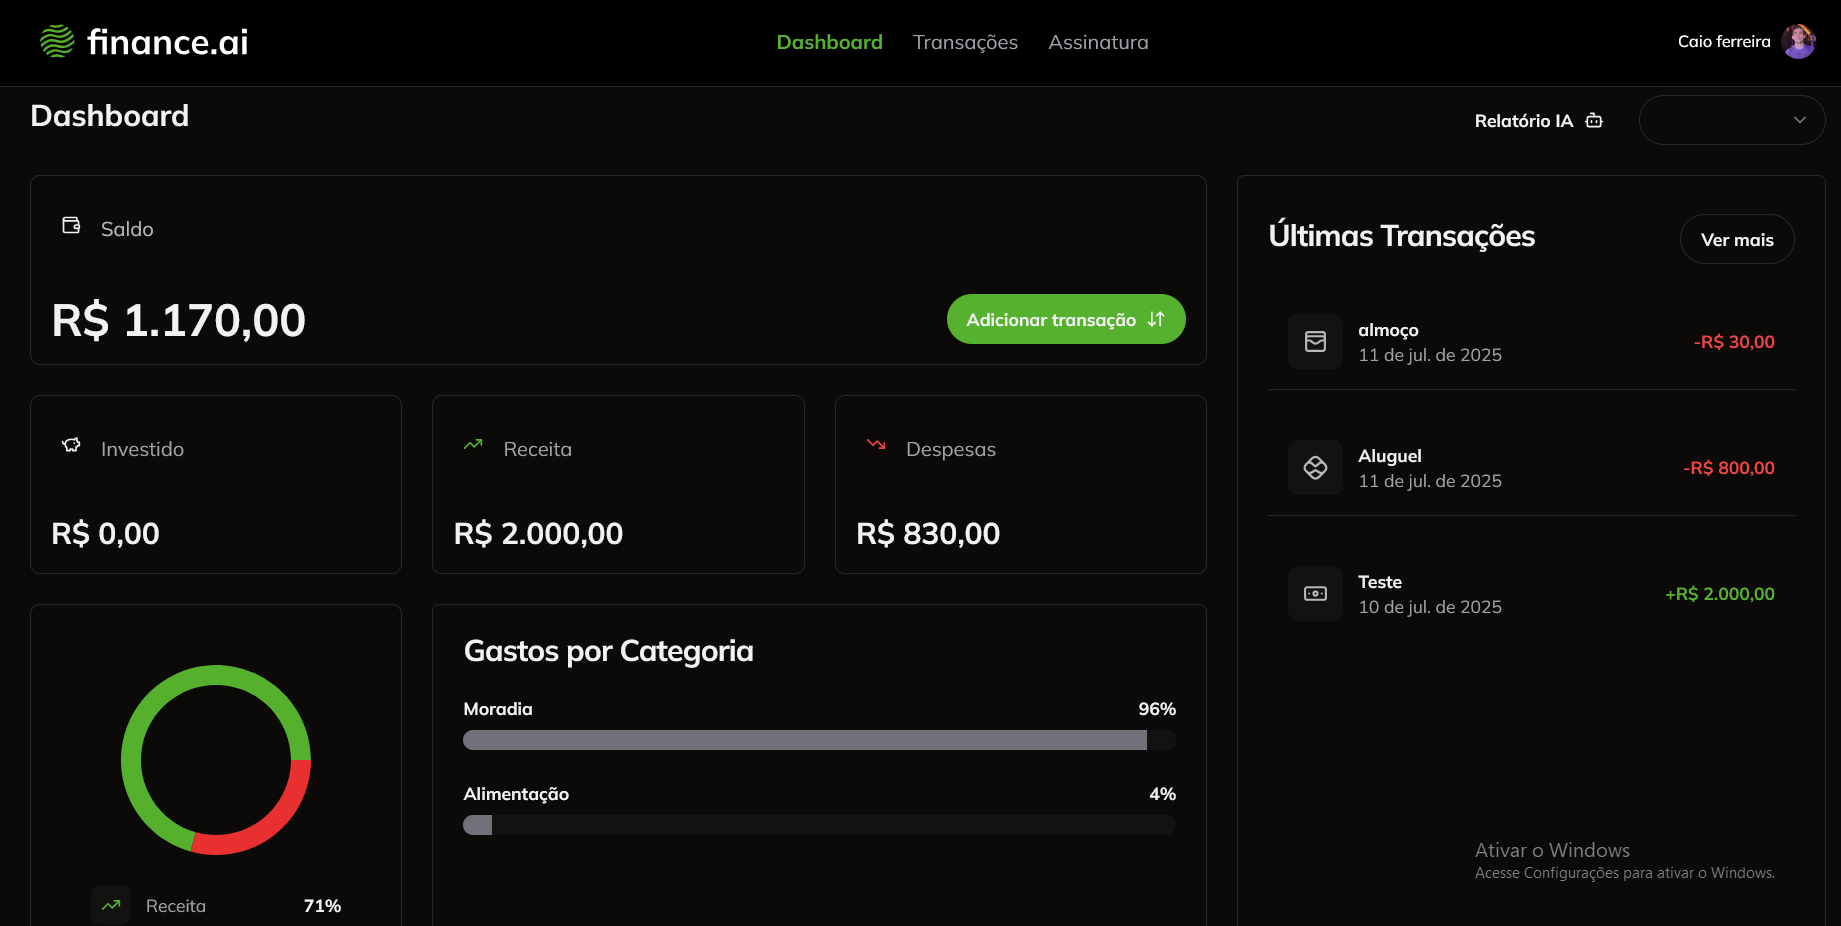 finance.ai
Dashboard
Transações
Assinatura
Caio ferreira
Dashboard
Relatório IA
Saldo
R$ 1.170,00
Adicionar transação
Investido
R$ 0,00
Receita
R$ 2.000,00
Despesas
R$ 830,00
Receita
71%
Gastos por Categoria
Moradia
96%
Alimentação
4%
Últimas Transações
Ver mais
almoço
11 de jul. de 2025
-R$ 30,00
Aluguel
11 de jul. de 2025
-R$ 800,00
Teste
10 de jul. de 2025
+R$ 2.000,00
Ativar o Windows
Acesse Configurações para ativar o Windows.